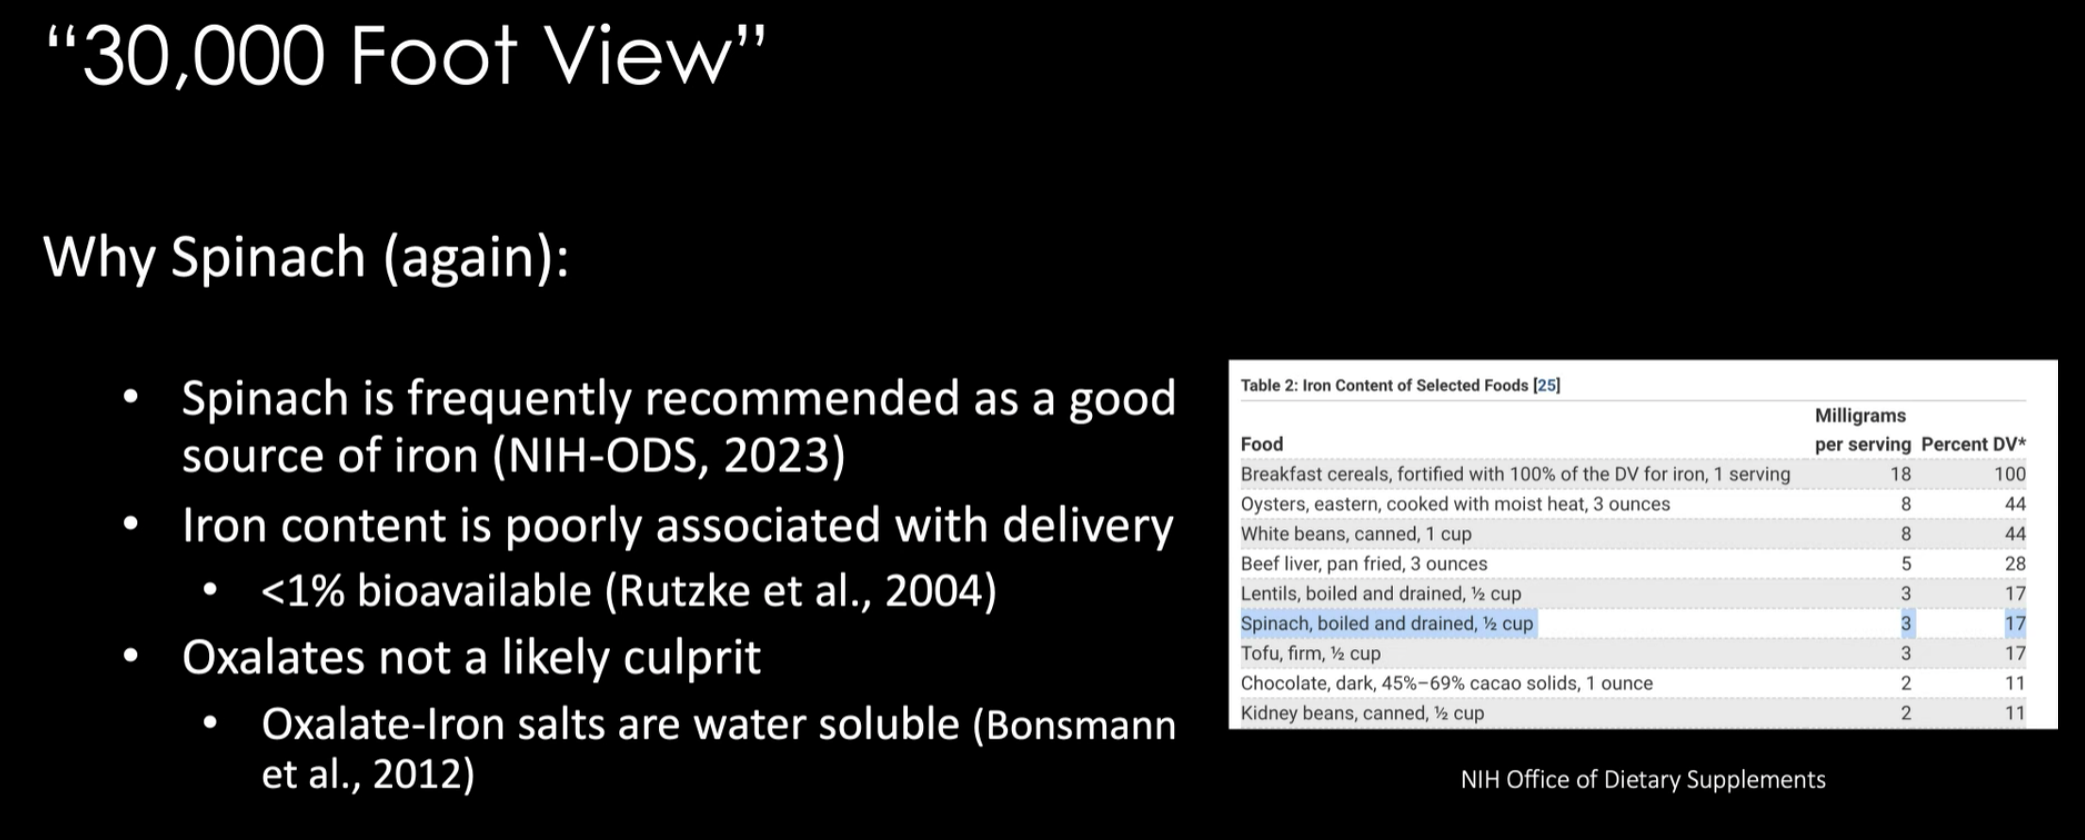 “30,000 Foot View”
Why Spinach (again):
• Spinach is frequently recommended as a good
source of iron (NIH-ODS, 2023)
• Iron content is poorly associated with delivery
• <1% bioavailable (Rutzke et al., 2004)
• Oxalates not a likely culprit
• Oxalate-Iron salts are water soluble (Bonsmann
et al., 2012)
Table 2: Iron Content of Selected Foods [25]
Milligrams
Food per serving Percent DV*
Breakfast cereals, fortified with 100% of the DV for iron, 1 serving 18 100
Oysters, eastern, cooked with moist heat, 3 ounces 8 44
White beans, canned, 1 cup 8 44
Beef liver, pan fried, 3 ounces 5 28
Lentils, boiled and drained, ½ cup 3 17
Spinach, boiled and drained, ½ cup 3 17
Tofu, firm, ½ cup 3 17
Chocolate, dark, 45%–69% cacao solids, 1 ounce 2 11
Kidney beans, canned, ½ cup 2 11
NIH Office of Dietary Supplements